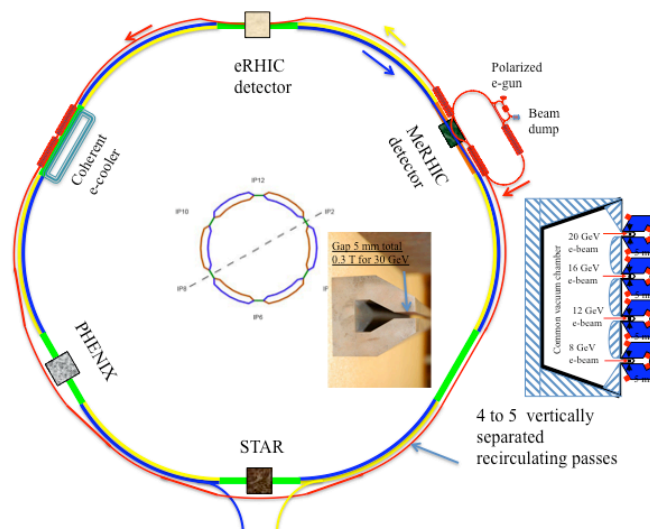 eRHIC
detector
Polarized
e-gun
Beam
dump
MeRHIC
detector
Coherent
e-cooler
IP12
IP10
IP2
IP8
IP6
IP
Gap 5 mm total
0.3 T for 30 GeV
Common vacuum chamber
20 GeV
e-beam
16 GeV
e-beam
12 GeV
e-beam
8 GeV
e-beam
PHENIX
STAR
4 to 5 vertically
separated
recirculating passes